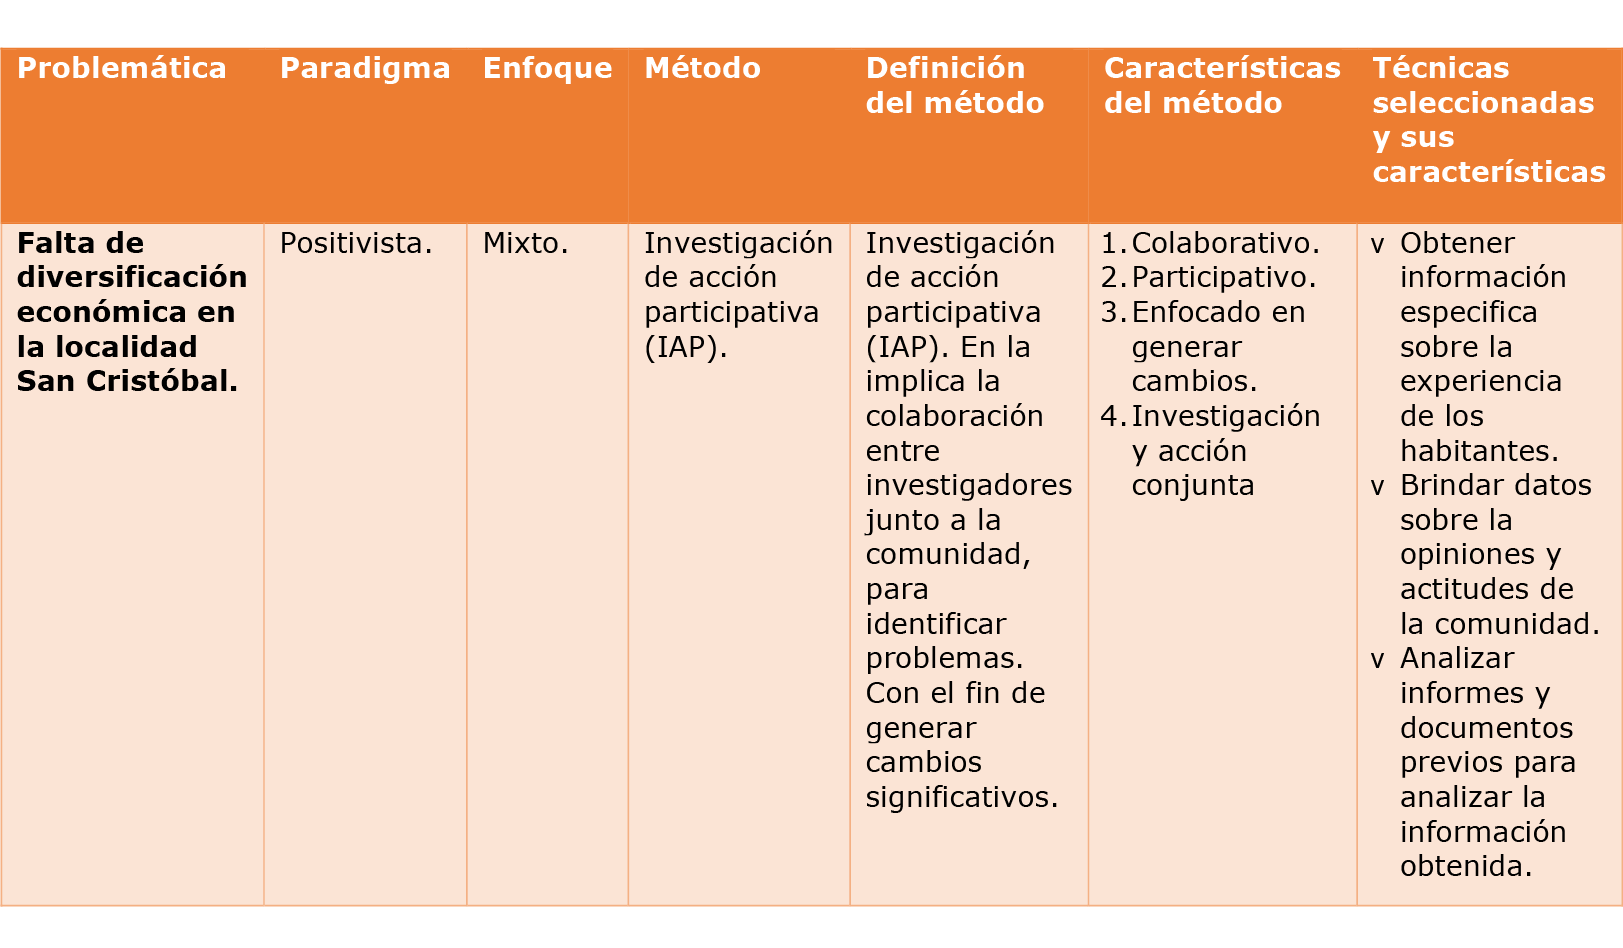 Problemática
Paradigma
Enfoque
Método
Definición
del método
Características
del método
Técnicas
seleccionadas
y sus
características
Falta de
diversificación
económica en
la localidad
San Cristóbal.
Positivista.
Mixto.
Investigación
de acción
participativa
(IAP).
Investigación
de acción
participativa
(IAP). En la
implica la
colaboración
entre
investigadores
junto a la
comunidad,
para
identificar
problemas.
Con el fin de
generar
cambios
significativos.
1. Colaborativo.
2. Participativo.
3. Enfocado en
generar
cambios.
4. Investigación
y acción
conjunta
v Obtener
información
especifica
sobre la
experiencia
de los
habitantes.
v Brindar datos
sobre la
opiniones y
actitudes de
la comunidad.
v Analizar
informes y
documentos
previos para
analizar la
información
obtenida.